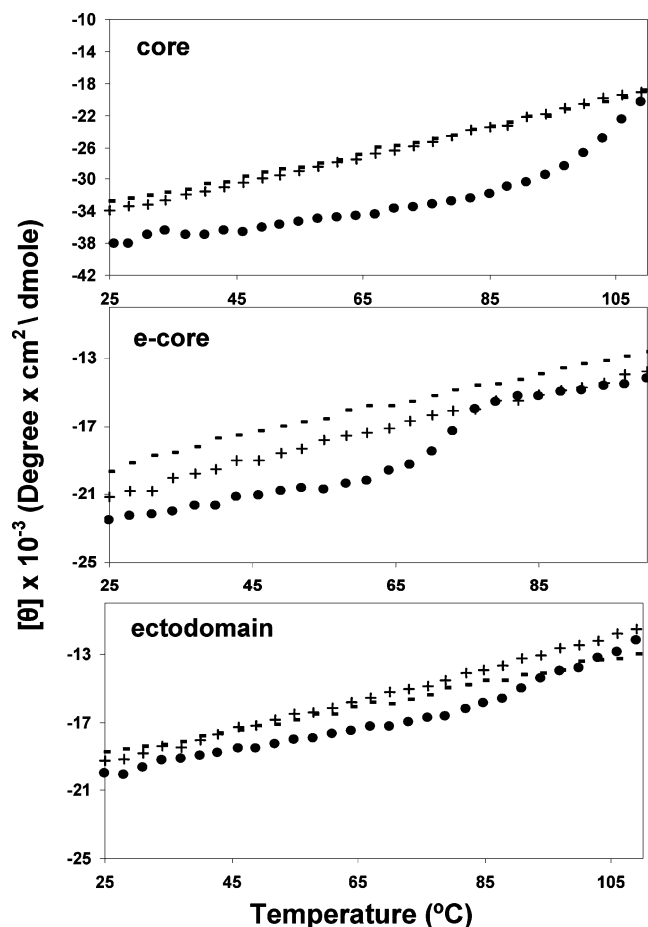 -10
-14
core
-18
-22
-26
-30
-34
-38
-42
25 45 65 85 105
e-core
-13
-17
-21
-25
25 45 65 85
ectodomain
-13
-17
-21
-25
25 45 65 85 105
[θ] x 10⁻³ (Degree x cm² \ dmole)
Temperature (ºC)